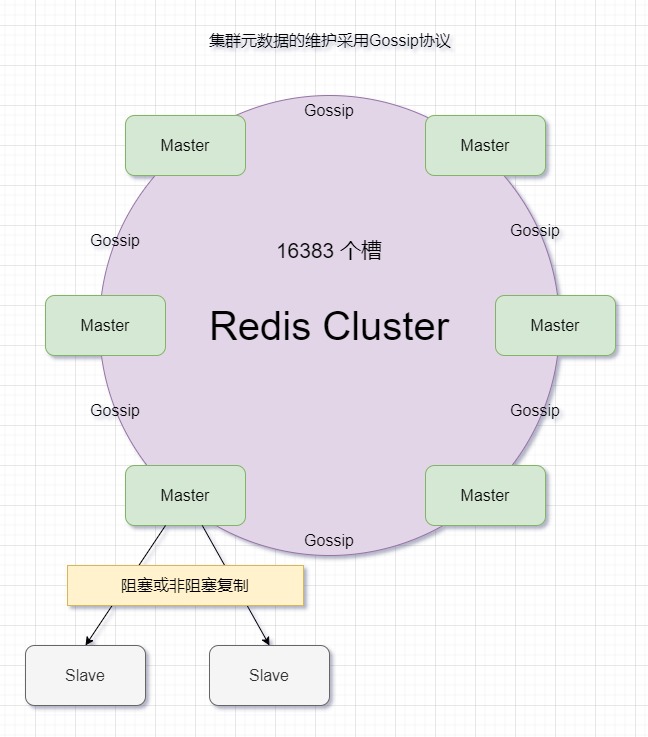 集群元数据的维护采用Gossip协议
Gossip
Master
Master
Gossip
Gossip
16383 个槽
Master
Redis Cluster
Master
Gossip
Gossip
Master
Master
Gossip
阻塞或非阻塞复制
Slave
Slave